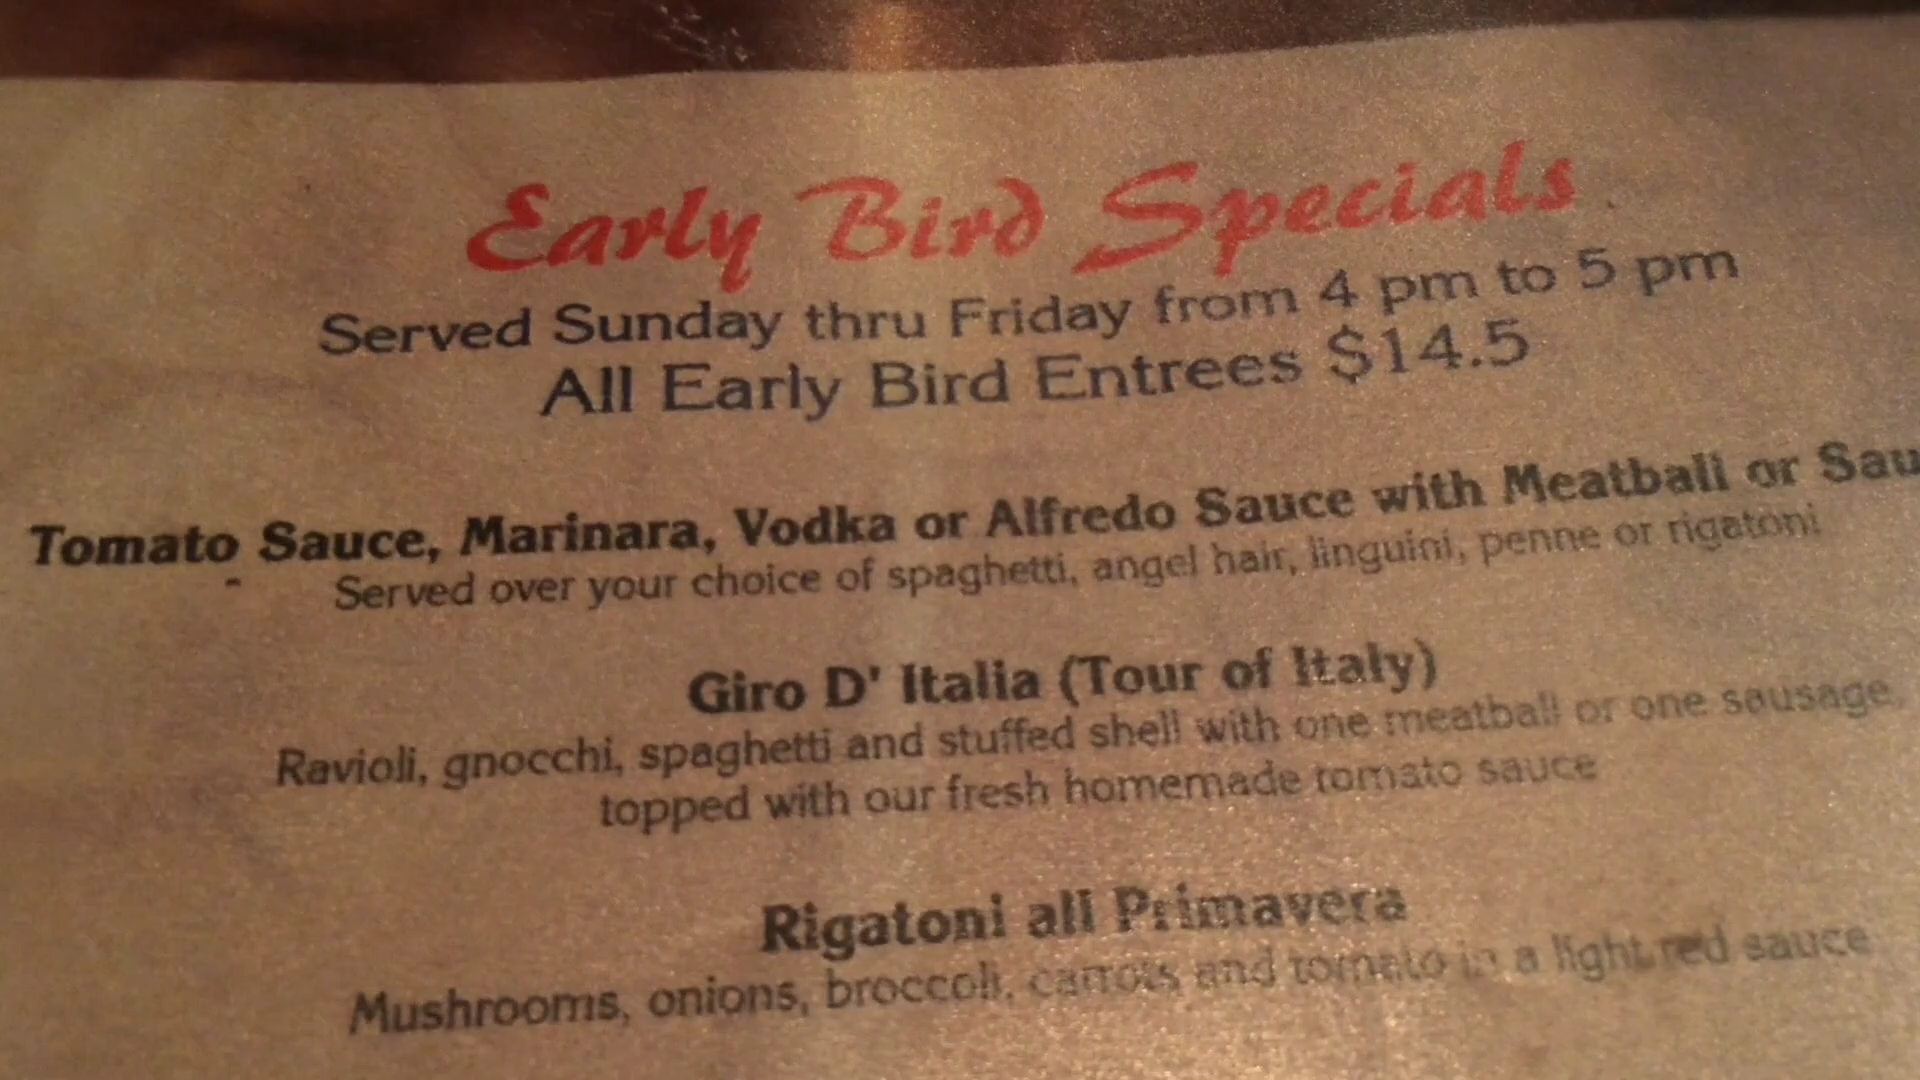 Early Bird Specials
Served Sunday thru Friday from 4 pm to 5 pm
All Early Bird Entrees $14.5
Tomato Sauce, Marinara, Vodka or Alfredo Sauce with Meatball or Sau
Served over your choice of spaghetti, angel hair, linguini, penne or rigatoni
Giro D' Italia (Tour of Italy)
Ravioli, gnocchi, spaghetti and stuffed shell with one meatball or one sausage,
topped with our fresh homemade tomato sauce
Rigatoni all Primavera
Mushrooms, onions, broccoli, carrots and tomato in a light red sauce